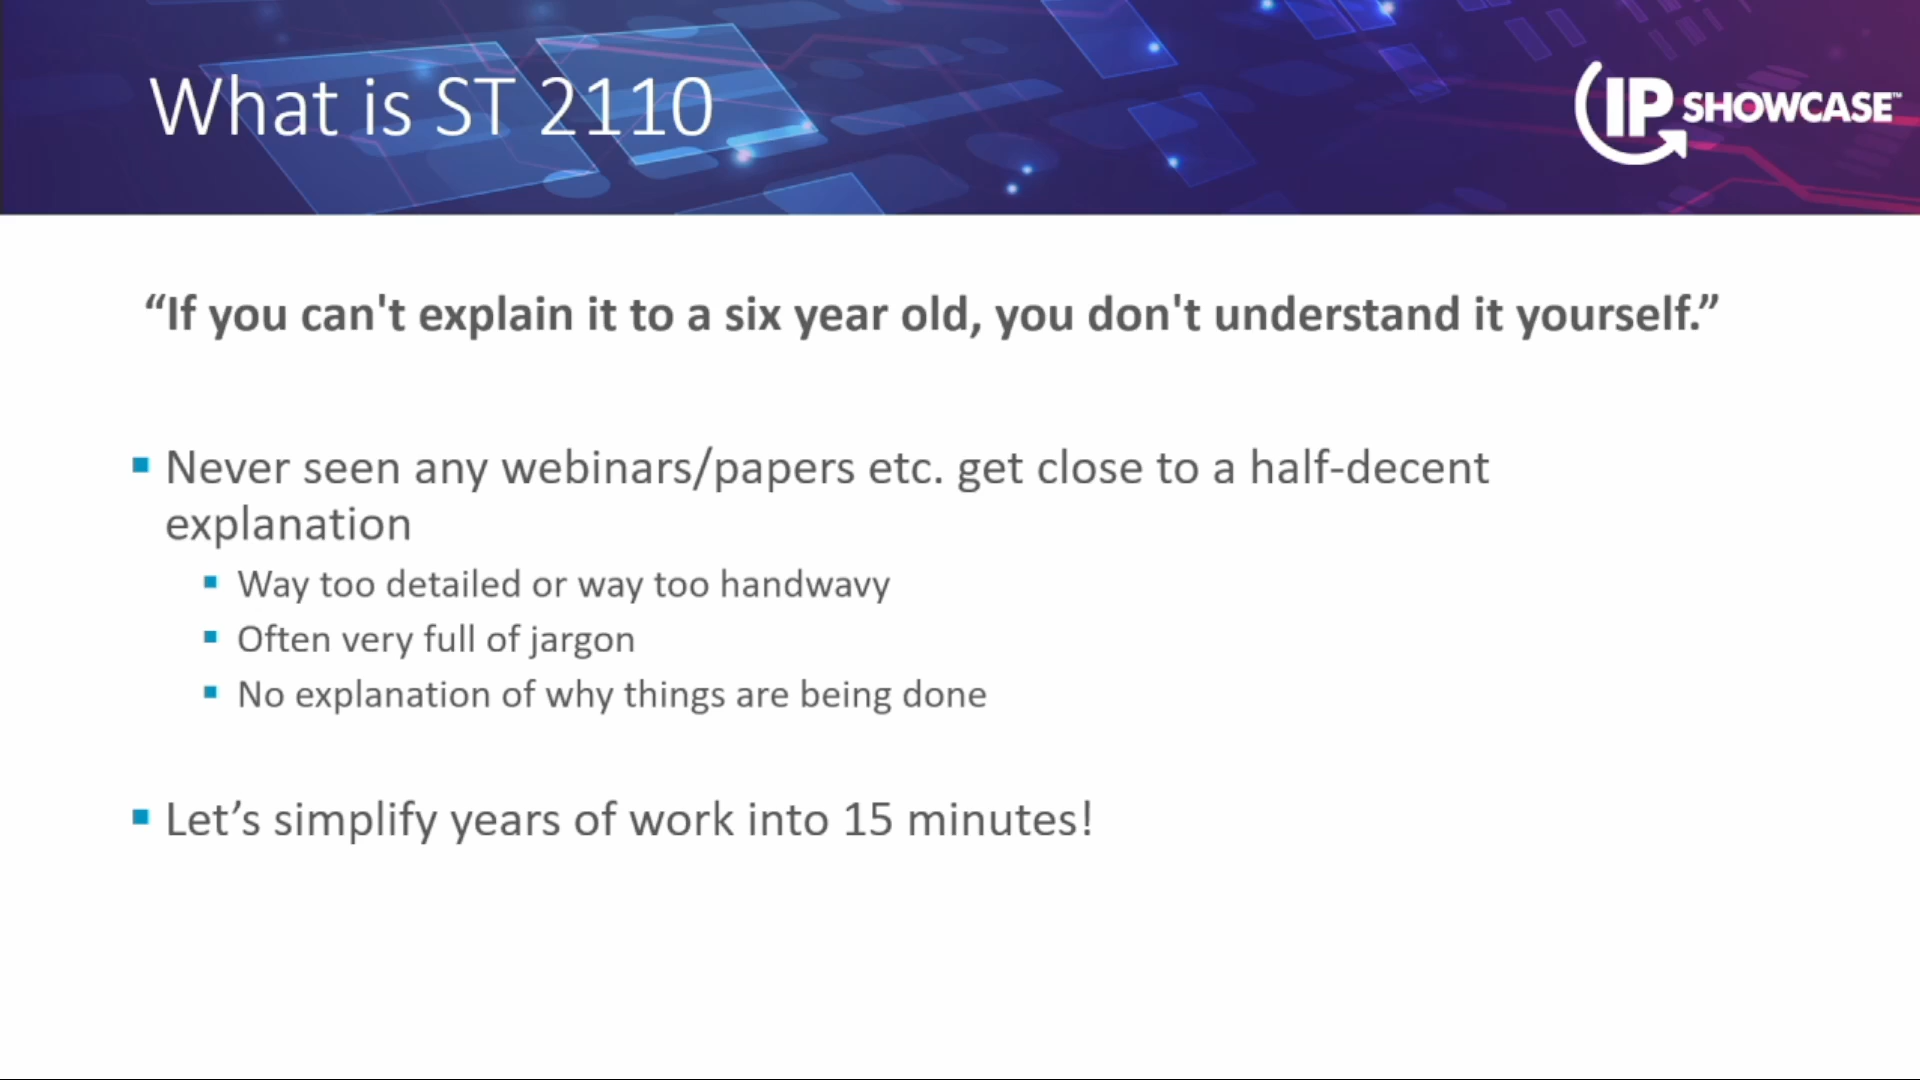 What is ST 2110
IP SHOWCASE™
“If you can't explain it to a six year old, you don't understand it yourself.”
Never seen any webinars/papers etc. get close to a half-decent
explanation
Way too detailed or way too handwavy
Often very full of jargon
No explanation of why things are being done
Let’s simplify years of work into 15 minutes!